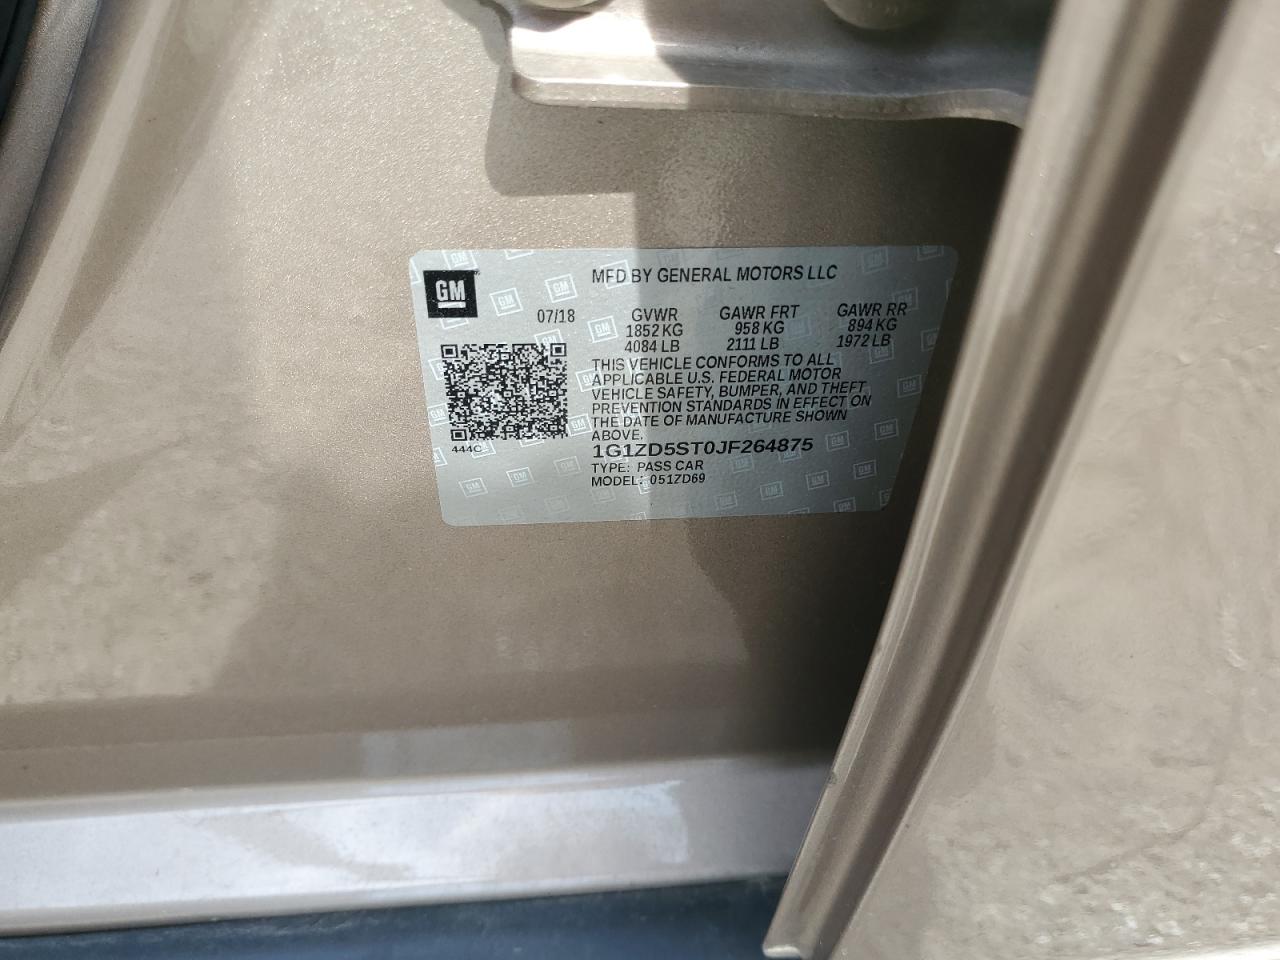 GM
MFD BY GENERAL MOTORS LLC
07/18 GVWR GAWR FRT GAWR RR
1852 KG 958 KG 894 KG
4084 LB 2111 LB 1972 LB
THIS VEHICLE CONFORMS TO ALL
APPLICABLE U.S. FEDERAL MOTOR
VEHICLE SAFETY, BUMPER, AND THEFT
PREVENTION STANDARDS IN EFFECT ON
THE DATE OF MANUFACTURE SHOWN
ABOVE.
444C
1G1ZD5ST0JF264875
TYPE: PASS CAR
MODEL: 051ZD69